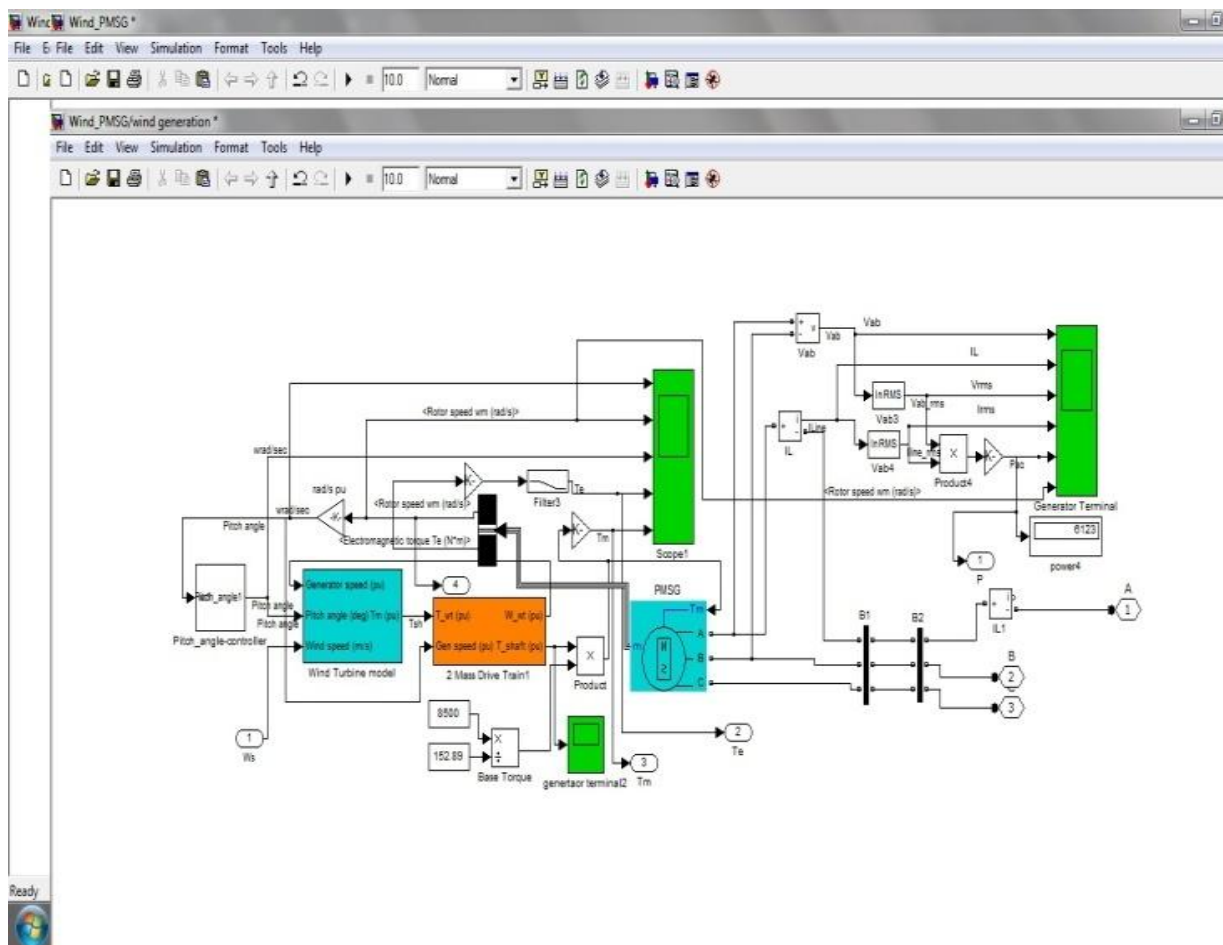 Wind Wind_PMSG *
File E File Edit View Simulation Format Tools Help
10.0 Normal
Wind_PMSG/wind generation *
File Edit View Simulation Format Tools Help
10.0 Normal
Vab
Vab
Vab
IL
Vrms
InRMS
Vab_rms
Vab3
Irms
ILine
IL
InRMS
Iline_rms
Vab4
X
Product4
K-
Pac
<Rotor speed wm (rad/s)>
Generator Terminal
6123
power4
1
P
<Rotor speed wm (rad/s)>
wrad/sec
K-
Filter3
Te
rad/s pu
-K-
wrad/sec
Pitch angle
<Rotor speed wm (rad/s)>
<Electromagnetic torque Te (N*m)>
K-
Tm
Scope1
Pitch_angle1
Pitch_angle-controller
Pitch angle
Pitch angle
Generator speed (pu)
Pitch angle (deg) Tm (pu)
Wind speed (m/s)
Wind Turbine model
Tsh
4
T_wt (pu) W_wt (pu)
Gen speed (pu) T_shaft (pu)
2 Mass Drive Train1
X
Product
PMSG
Tm
m
N
S
A
B
C
B1
B2
i
IL1
A
1
B
2
C
3
8500
152.89
X
÷
Base Torque
genertaor terminal2
1
Ws
2
Te
3
Tm
Ready